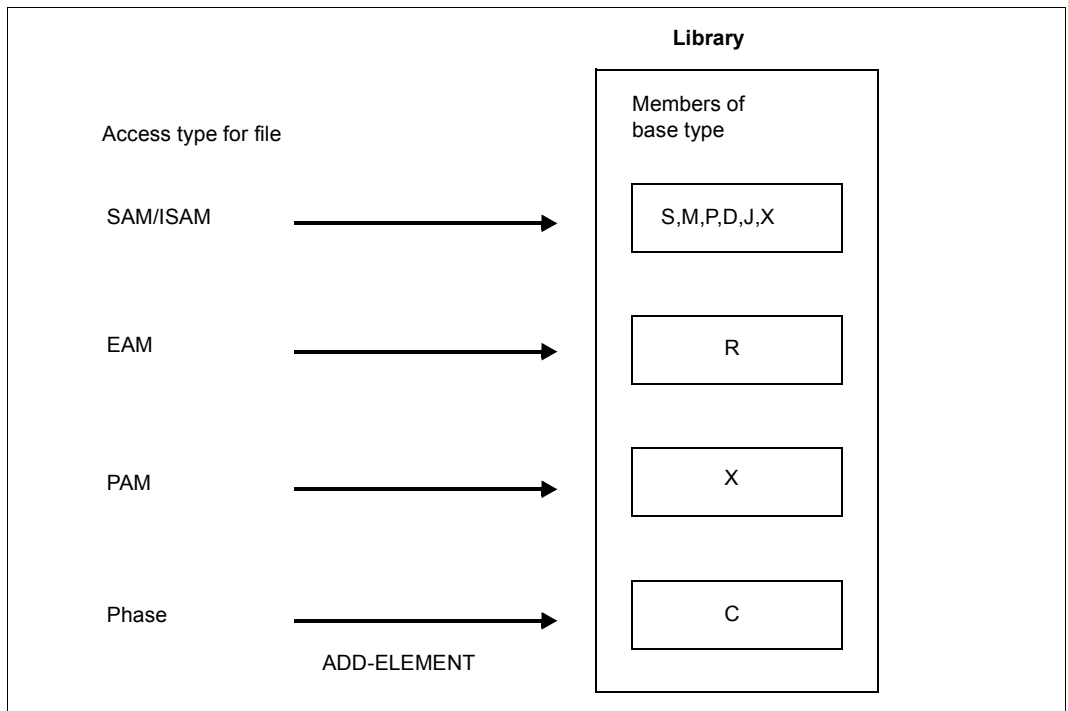 Library
Members of
base type
Access type for file
SAM/ISAM
S,M,P,D,J,X
EAM
R
PAM
X
Phase
C
ADD-ELEMENT